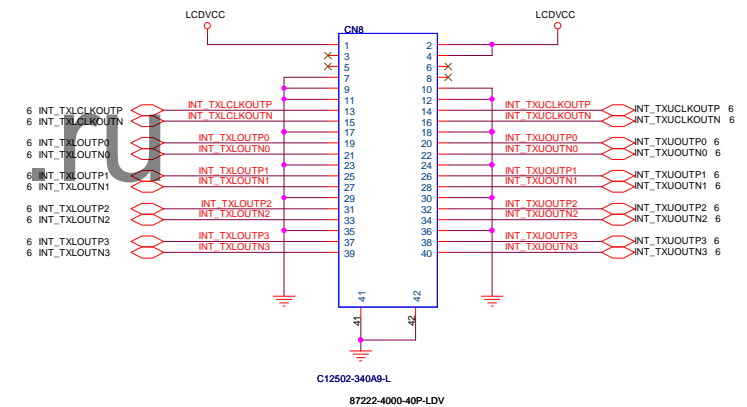 LCDVCC LCDVCC
CN8
1 2
3 4
5 6
7 8
9 10
11 12
6 INT_TXLCLKOUTP INT_TXLCLKOUTP 13 14 INT_TXUCLKOUTP INT_TXUCLKOUTP 6
6 INT_TXLCLKOUTN INT_TXLCLKOUTN 15 16 INT_TXUCLKOUTN INT_TXUCLKOUTN 6
17 18
6 INT_TXLOUTP0 INT_TXLOUTP0 19 20 INT_TXUOUTP0 INT_TXUOUTP0 6
6 INT_TXLOUTN0 INT_TXLOUTN0 21 22 INT_TXUOUTN0 INT_TXUOUTN0 6
23 24
6 INT_TXLOUTP1 INT_TXLOUTP1 25 26 INT_TXUOUTP1 INT_TXUOUTP1 6
6 INT_TXLOUTN1 INT_TXLOUTN1 27 28 INT_TXUOUTN1 INT_TXUOUTN1 6
29 30
6 INT_TXLOUTP2 INT_TXLOUTP2 31 32 INT_TXUOUTP2 INT_TXUOUTP2 6
6 INT_TXLOUTN2 INT_TXLOUTN2 33 34 INT_TXUOUTN2 INT_TXUOUTN2 6
35 36
6 INT_TXLOUTP3 INT_TXLOUTP3 37 38 INT_TXUOUTP3 INT_TXUOUTP3 6
6 INT_TXLOUTN3 INT_TXLOUTN3 39 40 INT_TXUOUTN3 INT_TXUOUTN3 6
.ru
41 42
41 42
C12502-340A9-L
87222-4000-40P-LDV